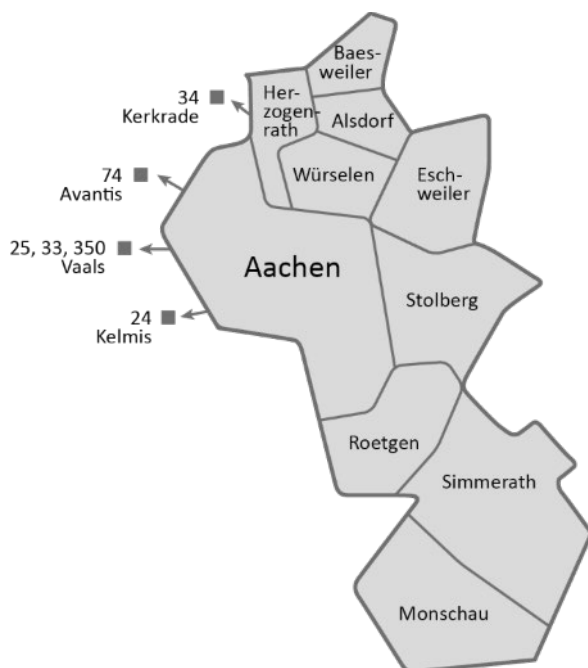 Baes-
weiler
34
Kerkrade
Her-
zogen-
rath
Alsdorf
74
Avantis
Würselen
Esch-
weiler
25, 33, 350
Vaals
Aachen
Stolberg
24
Kelmis
Roetgen
Simmerath
Monschau